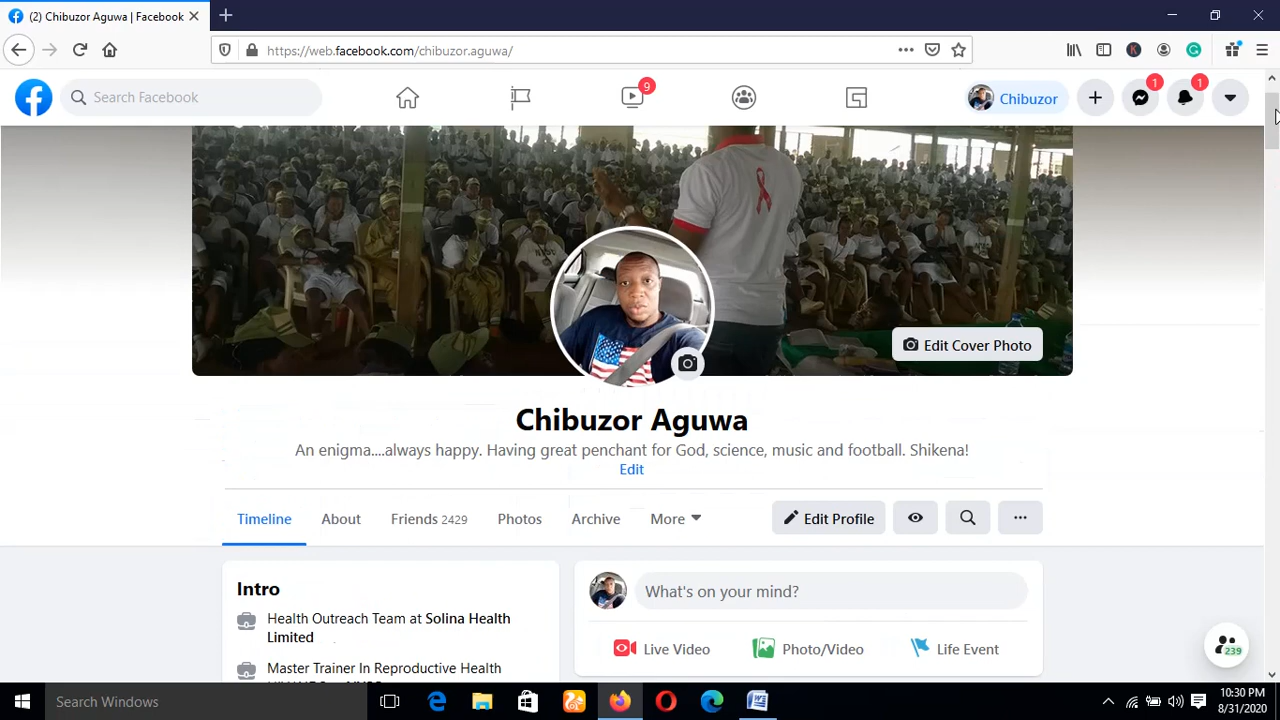 (2) Chibuzor Aguwa | Facebook
https://web.facebook.com/chibuzor.aguwa/
Search Facebook
9
Chibuzor
1
1
NYSC
Edit Cover Photo
Chibuzor Aguwa
An enigma....always happy. Having great penchant for God, science, music and football. Shikena!
Edit
Timeline
About
Friends 2429
Photos
Archive
More
Edit Profile
Intro
Health Outreach Team at Solina Health
Limited
Master Trainer In Reproductive Health
What's on your mind?
Live Video
Photo/Video
Life Event
239
Search Windows
10:30 PM
8/31/2020